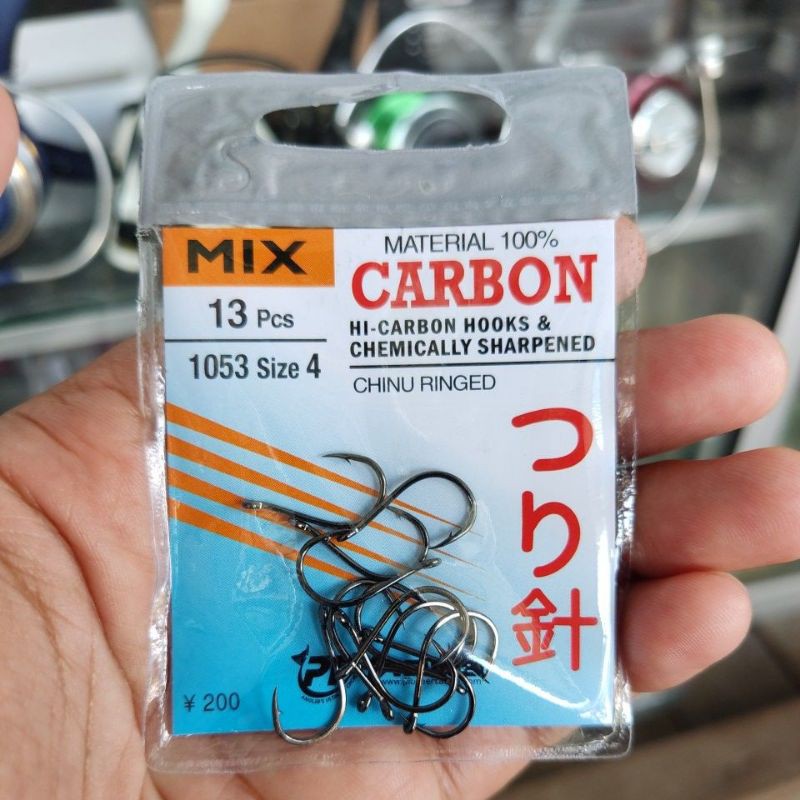 MIX
13 Pcs
1053 Size 4
MATERIAL 100%
CARBON
HI-CARBON HOOKS &
CHEMICALLY SHARPENED
CHINU RINGED
つり針
¥ 200